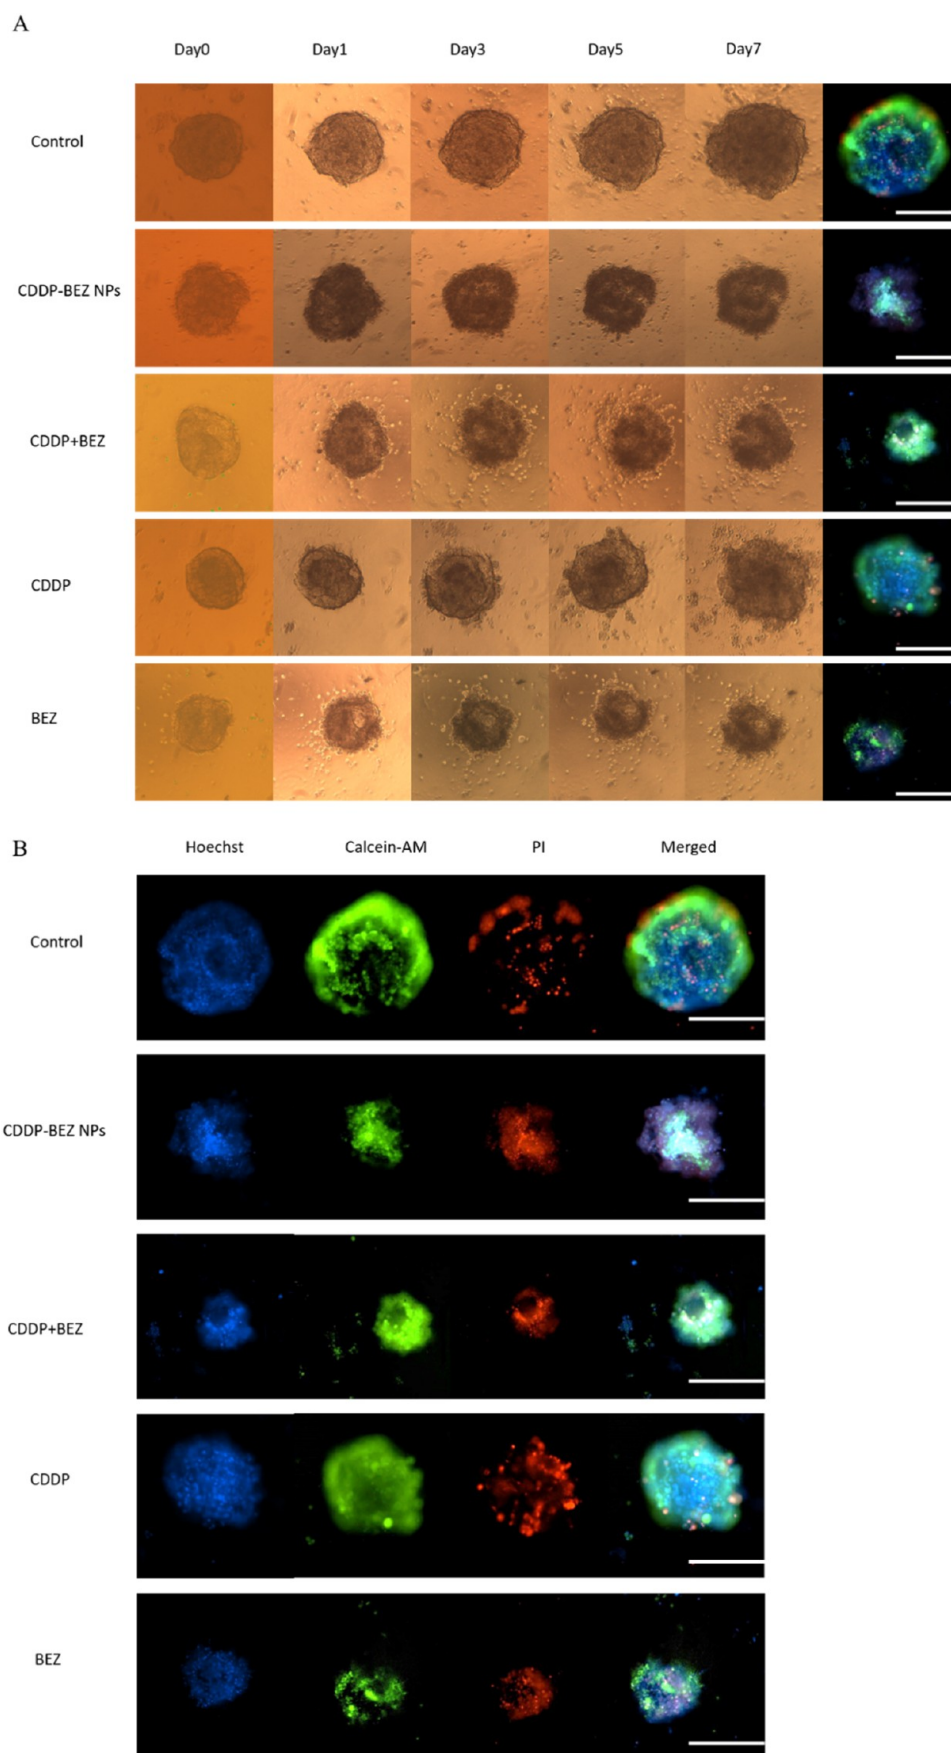 A
Day0 Day1 Day3 Day5 Day7
Control
CDDP-BEZ NPs
CDDP+BEZ
CDDP
BEZ
B
Hoechst Calcein-AM PI Merged
Control
CDDP-BEZ NPs
CDDP+BEZ
CDDP
BEZ